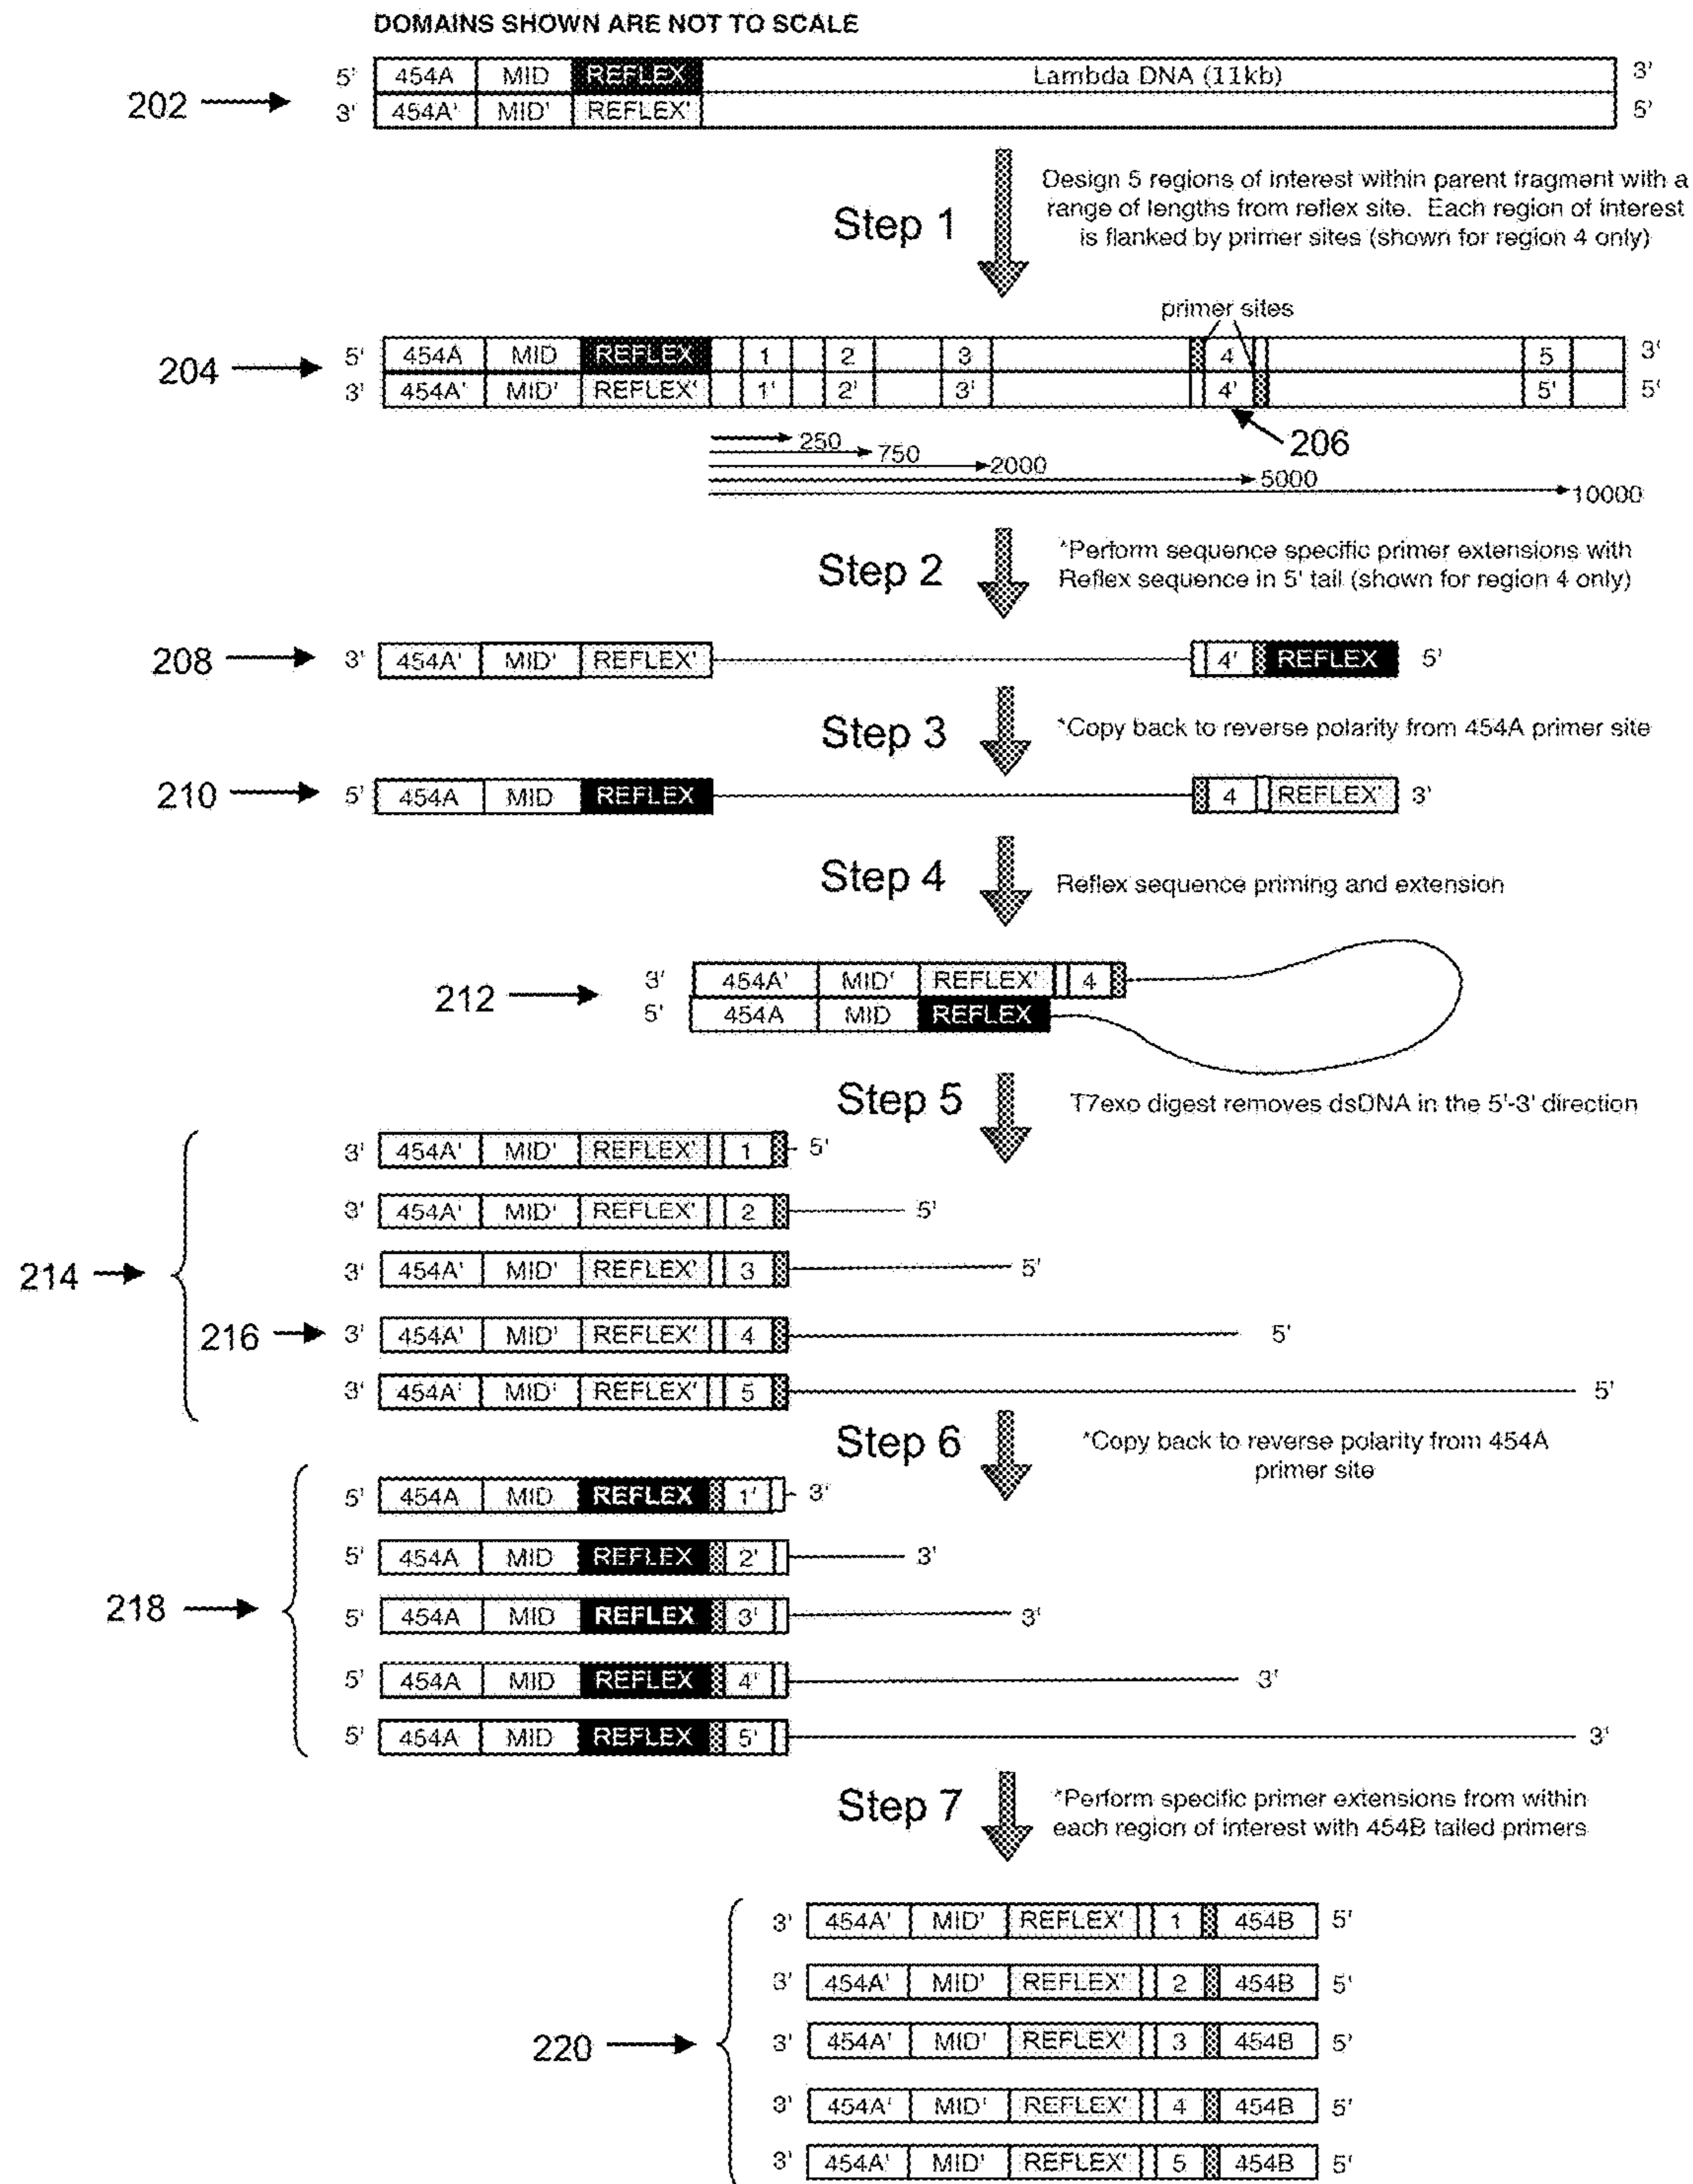 DOMAINS SHOWN ARE NOT TO SCALE
5' 454A MID REFLEX Lambda DNA (11kb) 3'
202
3' 454A' MID' REFLEX' 5'
Step 1
Design 5 regions of interest within parent fragment with a
range of lengths from reflex site. Each region of interest
is flanked by primer sites (shown for region 4 only)
primer sites
5' 454A MID REFLEX 1 2 3 4 5 3'
204
3' 454A' MID' REFLEX' 1' 2' 3' 4' 5' 5'
206
250
750
2000
5000
10000
Step 2
*Perform sequence specific primer extensions with
Reflex sequence in 5' tail (shown for region 4 only)
208 3' 454A' MID' REFLEX' 4' REFLEX 5'
Step 3
*Copy back to reverse polarity from 454A primer site
210 5' 454A MID REFLEX 4 REFLEX' 3'
Step 4
Reflex sequence priming and extension
3' 454A' MID' REFLEX' 4
212
5' 454A MID REFLEX
Step 5
T7exo digest removes dsDNA in the 5'-3' direction
3' 454A' MID' REFLEX' 1 5'
3' 454A' MID' REFLEX' 2 5'
214
3' 454A' MID' REFLEX' 3 5'
216 3' 454A' MID' REFLEX' 4 5'
3' 454A' MID' REFLEX' 5 5'
Step 6
*Copy back to reverse polarity from 454A
primer site
5' 454A MID REFLEX 1' 3'
5' 454A MID REFLEX 2' 3'
218
5' 454A MID REFLEX 3' 3'
5' 454A MID REFLEX 4' 3'
5' 454A MID REFLEX 5' 3'
Step 7
*Perform specific primer extensions from within
each region of interest with 454B tailed primers
3' 454A' MID' REFLEX' 1 454B 5'
3' 454A' MID' REFLEX' 2 454B 5'
220
3' 454A' MID' REFLEX' 3 454B 5'
3' 454A' MID' REFLEX' 4 454B 5'
3' 454A' MID' REFLEX' 5 454B 5'